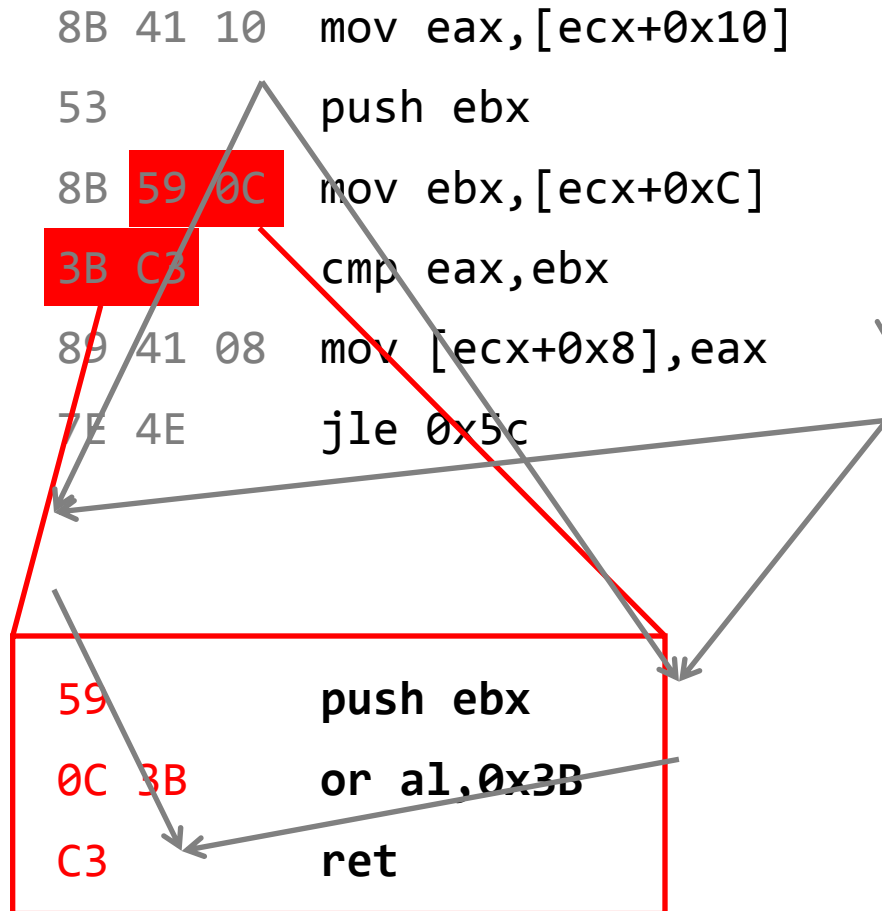 8B 41 10 mov eax,[ecx+0x10]
53 push ebx
8B 59 0C mov ebx,[ecx+0xC]
3B C3 cmp eax,ebx
89 41 08 mov [ecx+0x8],eax
7E 4E jle 0x5c
59 push ebx
0C 3B or al,0x3B
C3 ret